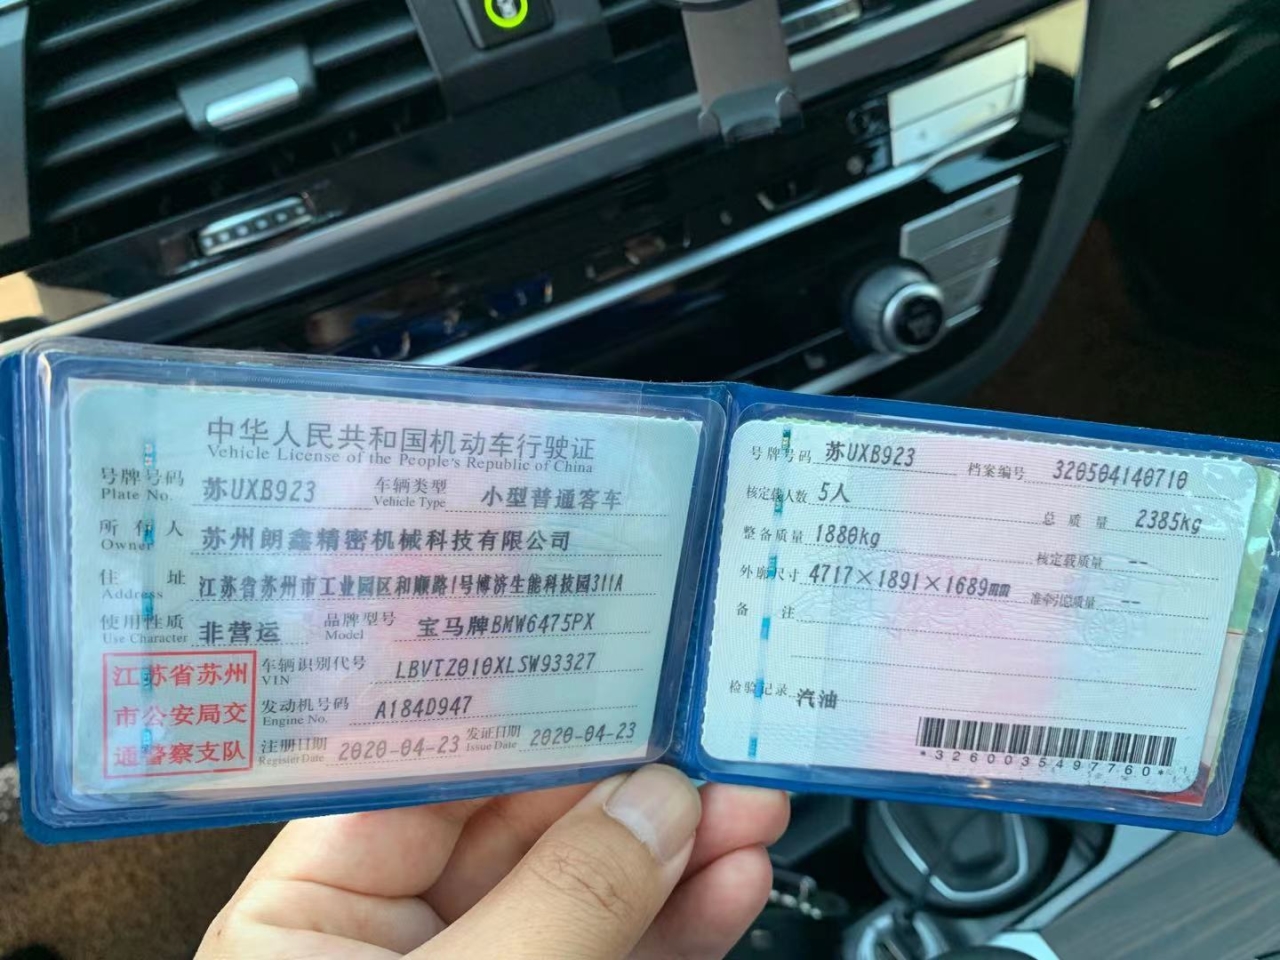 中华人民共和国机动车行驶证
Vehicle License of the People's Republic of China
号牌号码 苏UXB923 车辆类型 小型普通客车
Plate No. Vehicle Type
所有人 苏州朗鑫精密机械科技有限公司
Owner
住址 江苏省苏州市工业园区和顺路1号博济生能科技园311A
Address
使用性质 非营运 品牌型号 宝马牌BMW6475PX
Use Character Model
江苏省苏州
市公安局交
通警察支队
车辆识别代号 LBVTZ010XLSW93327
VIN
发动机号码 A184D947
Engine No.
注册日期 2020-04-23 发证日期 2020-04-23
Register Date Issue Date
号牌号码 苏UXB923 档案编号 320504140710
核定载人数 5人 总质量 2385kg
整备质量 1880kg 核定载质量 --
外廓尺寸 4717×1891×1689mm 准牵引总质量 --
备注
检验记录 汽油
*3260035497760*